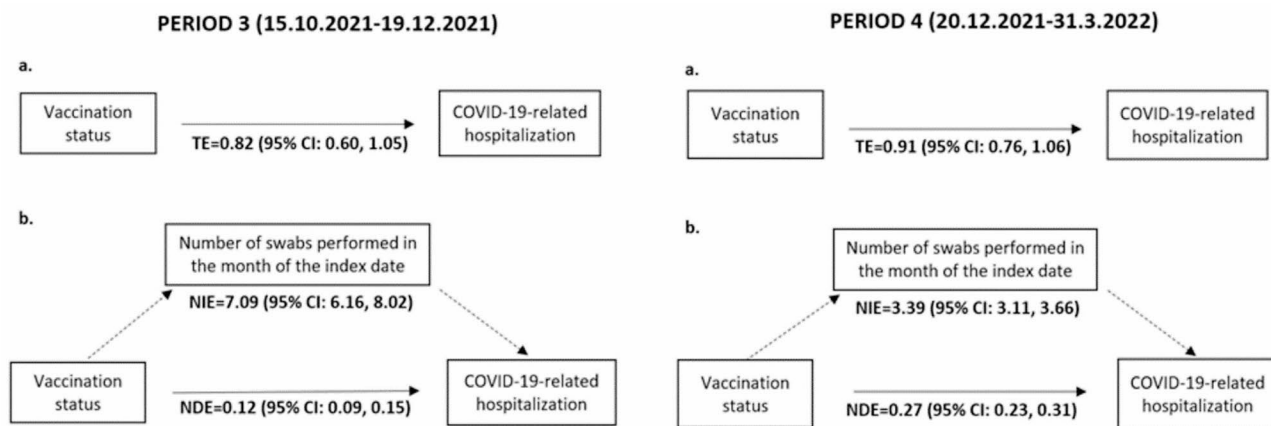 PERIOD 3 (15.10.2021-19.12.2021)
a.
Vaccination
status
COVID-19-related
hospitalization
TE=0.82 (95% CI: 0.60, 1.05)
b.
Number of swabs performed in
the month of the index date
NIE=7.09 (95% CI: 6.16, 8.02)
Vaccination
status
COVID-19-related
hospitalization
NDE=0.12 (95% CI: 0.09, 0.15)
PERIOD 4 (20.12.2021-31.3.2022)
a.
Vaccination
status
COVID-19-related
hospitalization
TE=0.91 (95% CI: 0.76, 1.06)
b.
Number of swabs performed in
the month of the index date
NIE=3.39 (95% CI: 3.11, 3.66)
Vaccination
status
COVID-19-related
hospitalization
NDE=0.27 (95% CI: 0.23, 0.31)